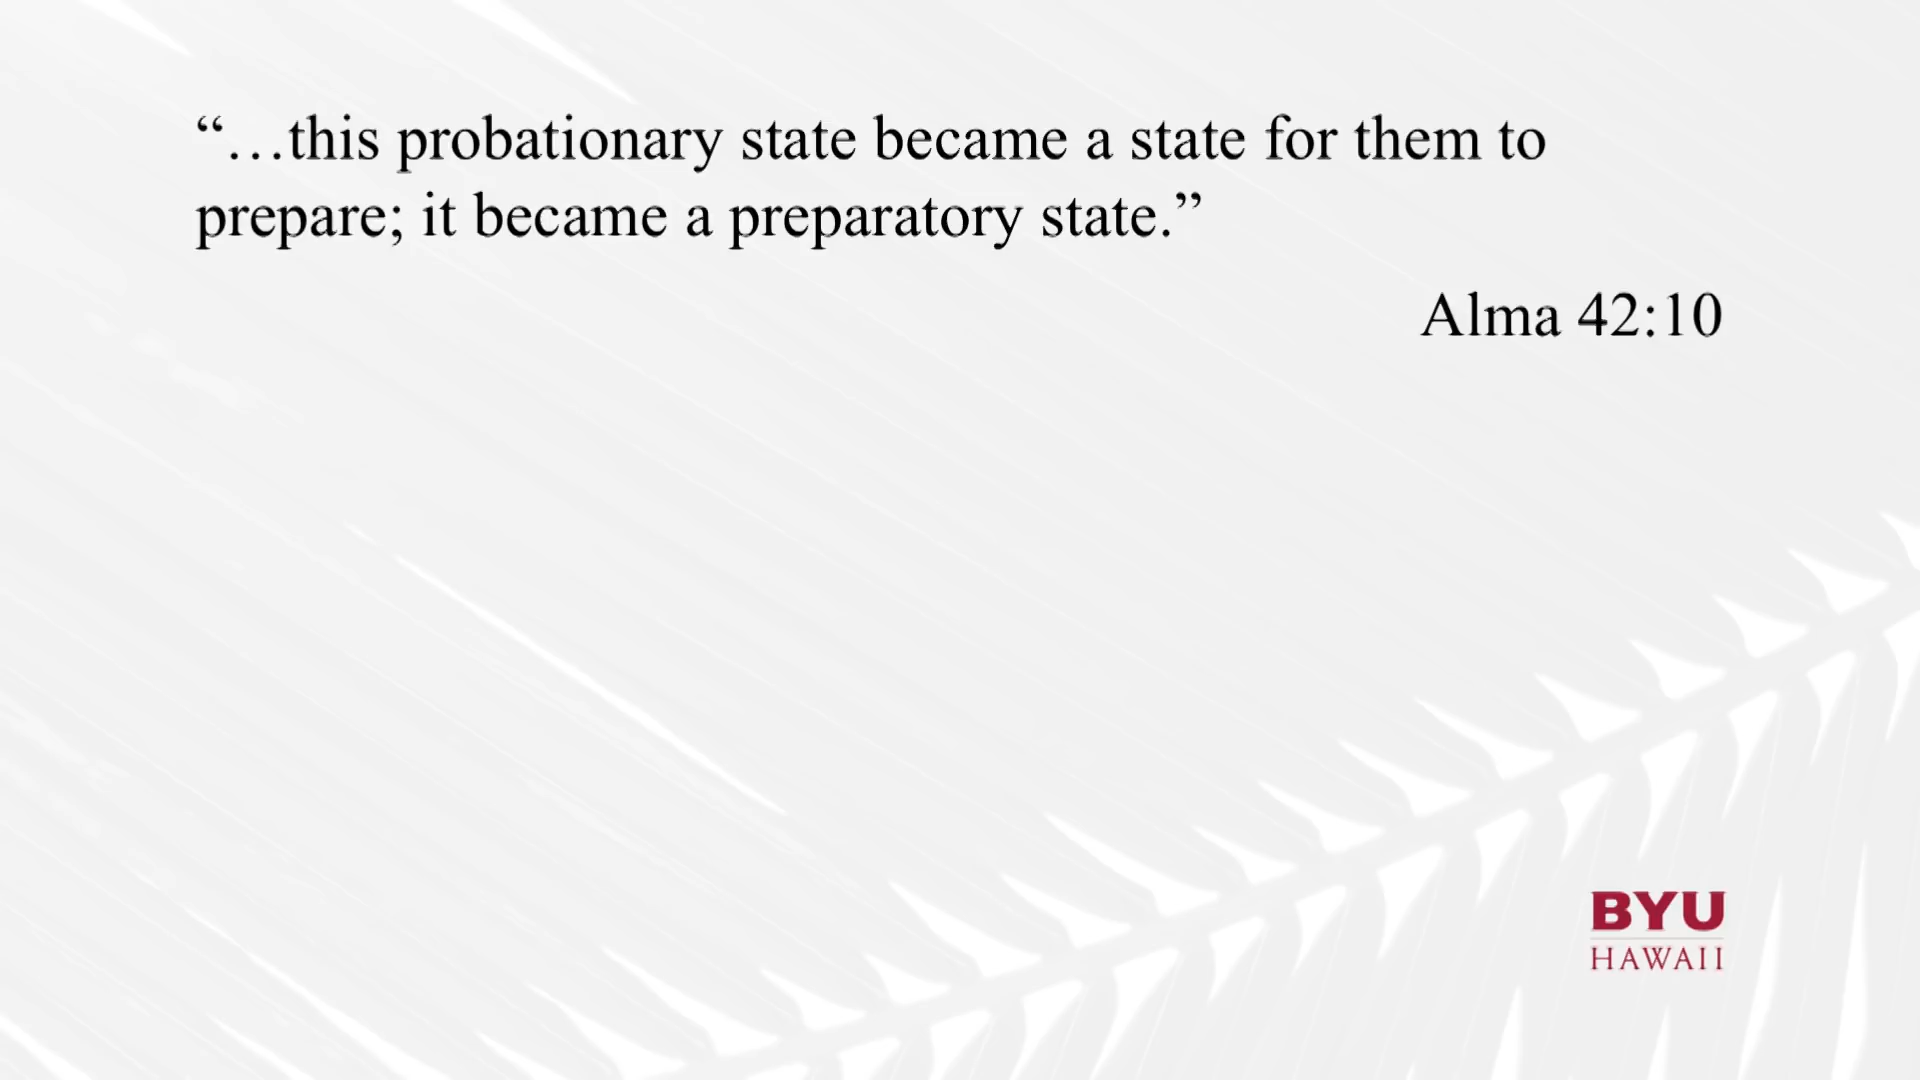 “…this probationary state became a state for them to
prepare; it became a preparatory state.”
Alma 42:10
BYU
HAWAII